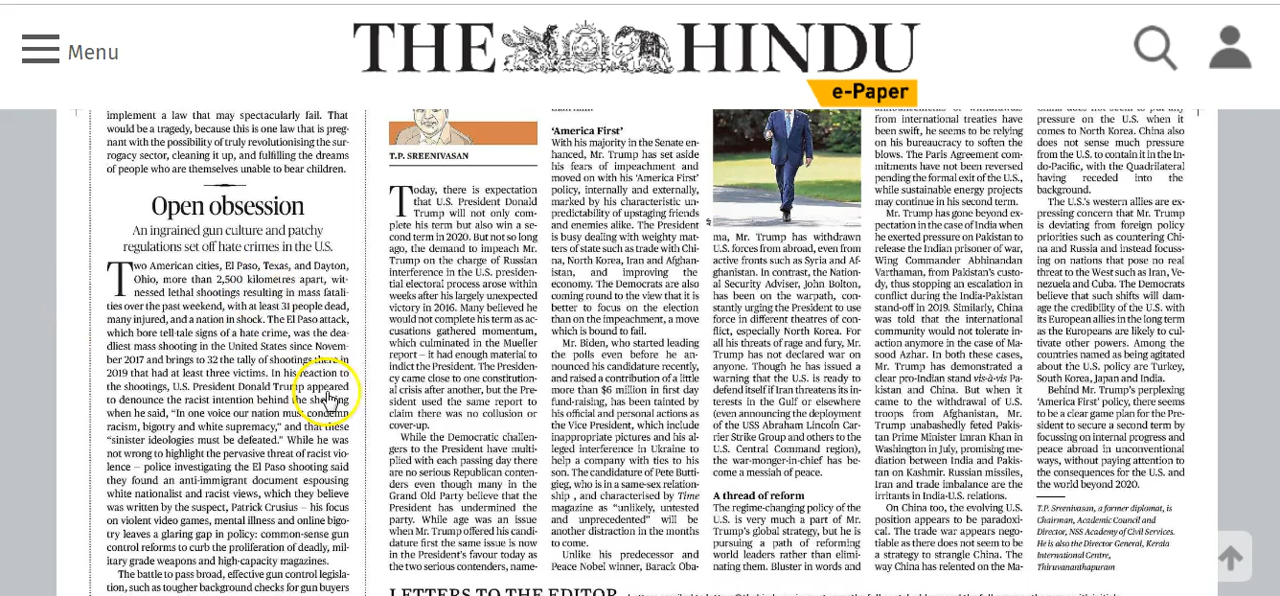 Menu
THE HINDU
e-Paper
implement a law that may spectacularly fail. That
would be a tragedy, because this is one law that is preg-
nant with the possibility of truly revolutionising the sur-
rogacy sector, cleaning it up, and fulfilling the dreams
of people who are themselves unable to bear children.
Open obsession
An ingrained gun culture and patchy
regulations set off hate crimes in the U.S.
Two American cities, El Paso, Texas, and Dayton,
Ohio, more than 2,500 kilometres apart, wit-
nessed lethal shootings resulting in mass fatali-
ties over the past weekend, with at least 31 people dead,
many injured, and a nation in shock. The El Paso attack,
which bore tell-tale signs of a hate crime, was the dea-
dliest mass shooting in the United States since Novem-
ber 2017 and brings to 32 the tally of shootings there in
2019 that had at least three victims. In his reaction to
the shootings, U.S. President Donald Trump appeared
to denounce the racist intention behind the shooting
when he said, “In one voice our nation must condemn
racism, bigotry and white supremacy,” and that these
“sinister ideologies must be defeated.” While he was
not wrong to highlight the pervasive threat of racist vio-
lence – police investigating the El Paso shooting said
they found an anti-immigrant document espousing
white nationalist and racist views, which they believe
was written by the suspect, Patrick Crusius – his focus
on violent video games, mental illness and online bigo-
try leaves a glaring gap in policy: common-sense gun
control reforms to curb the proliferation of deadly, mil-
itary grade weapons and high-capacity magazines.
The battle to pass broad, effective gun control legisla-
tion, such as tougher background checks for gun buyers
T.P. SREENIVASAN
Today, there is expectation
that U.S. President Donald
Trump will not only com-
plete his term but also win a sec-
ond term in 2020. But not so long
ago, the demand to impeach Mr.
Trump on the charge of Russian
interference in the U.S. presiden-
tial electoral process arose within
weeks after his largely unexpected
victory in 2016. Many believed he
would not complete his term as ac-
cusations gathered momentum,
which culminated in the Mueller
report – it had enough material to
indict the President. The Presiden-
cy came close to one constitution-
al crisis after another, but the Pre-
sident used the same report to
claim there was no collusion or
cover-up.
While the Democratic challen-
gers to the President have multi-
plied with each passing day there
are no serious Republican conten-
ders even though many in the
Grand Old Party believe that the
President has undermined the
party. While age was an issue
when Mr. Trump offered his candi-
dature first the same issue is now
in the President’s favour today as
the two serious contenders, name-
‘America First’
With his majority in the Senate en-
hanced, Mr. Trump has set aside
his fears of impeachment and
moved on with his ‘America First’
policy, internally and externally,
marked by his characteristic un-
predictability of upstaging friends
and enemies alike. The President
is busy dealing with weighty mat-
ters of state such as trade with Chi-
na, North Korea, Iran and Afghan-
istan, and improving the
economy. The Democrats are also
coming round to the view that it is
better to focus on the election
than on the impeachment, a move
which is bound to fail.
Mr. Biden, who started leading
the polls even before he an-
nounced his candidature recently,
and raised a contribution of a little
more than $6 million in first day
fund-raising, has been tainted by
his official and personal actions as
the Vice President, which include
inappropriate pictures and his al-
leged interference in Ukraine to
help a company with ties to his
son. The candidature of Pete Butti-
gieg, who is in a same-sex relation-
ship , and characterised by Time
magazine as “unlikely, untested
and unprecedented” will be
another distraction in the months
to come.
Unlike his predecessor and
Peace Nobel winner, Barack Oba-
ma, Mr. Trump has withdrawn
U.S. forces from abroad, even from
active fronts such as Syria and Af-
ghanistan. In contrast, the Nation-
al Security Adviser, John Bolton,
has been on the warpath, con-
stantly urging the President to use
force in different theatres of con-
flict, especially North Korea. For
all his threats of rage and fury, Mr.
Trump has not declared war on
anyone. Though he has issued a
warning that the U.S. is ready to
defend itself if Iran threatens its in-
terests in the Gulf or elsewhere
(even announcing the deployment
of the USS Abraham Lincoln Car-
rier Strike Group and others to the
U.S. Central Command region),
the war-monger-in-chief has be-
come a messiah of peace.
A thread of reform
The regime-changing policy of the
U.S. is very much a part of Mr.
Trump’s global strategy, but he is
pursuing a path of reforming
world leaders rather than elimi-
nating them. Bluster in words and
from international treaties have
been swift, he seems to be relying
on his bureaucracy to soften the
blows. The Paris Agreement com-
mitments have not been reversed
pending the formal exit of the U.S.,
while sustainable energy projects
may continue in his second term.
Mr. Trump has gone beyond ex-
pectation in the case of India when
he exerted pressure on Pakistan to
release the Indian prisoner of war,
Wing Commander Abhinandan
Varthaman, from Pakistan’s custo-
dy, thus stopping an escalation in
conflict during the India-Pakistan
stand-off in 2019. Similarly, China
was told that the international
community would not tolerate in-
action anymore in the case of Ma-
sood Azhar. In both these cases,
Mr. Trump has demonstrated a
clear pro-Indian stand vis-à-vis Pa-
kistan and China. But when it
came to the withdrawal of U.S.
troops from Afghanistan, Mr.
Trump unabashedly feted Pakis-
tan Prime Minister Imran Khan in
Washington in July, promising me-
diation between India and Pakis-
tan on Kashmir. Russian missiles,
Iran and trade imbalance are the
irritants in India-U.S. relations.
On China too, the evolving U.S.
position appears to be paradoxi-
cal. The trade war appears nego-
tiable as there does not seem to be
a strategy to strangle China. The
way China has relented on the Ma-
pressure on the U.S. when it
comes to North Korea. China also
does not sense much pressure
from the U.S. to contain it in the In-
do-Pacific, with the Quadrilateral
having receded into the
background.
The U.S.’s western allies are ex-
pressing concern that Mr. Trump
is deviating from foreign policy
priorities such as countering Chi-
na and Russia and instead focuss-
ing on nations that pose no real
threat to the West such as Iran, Ve-
nezuela and Cuba. The Democrats
believe that such shifts will dam-
age the credibility of the U.S. with
its European allies in the long term
as the Europeans are likely to cul-
tivate other powers. Among the
countries named as being agitated
about the U.S. policy are Turkey,
South Korea, Japan and India.
Behind Mr. Trump’s perplexing
‘America First’ policy, there seems
to be a clear game plan for the Pre-
sident to secure a second term by
focussing on internal progress and
peace abroad in unconventional
ways, without paying attention to
the consequences for the U.S. and
the world beyond 2020.
T.P. Sreenivasan, a former diplomat, is
Chairman, Academic Council and
Director, NSS Academy of Civil Services.
He is also the Director General, Kerala
International Centre,
Thiruvananthapuram
LETTERS TO THE EDITOR